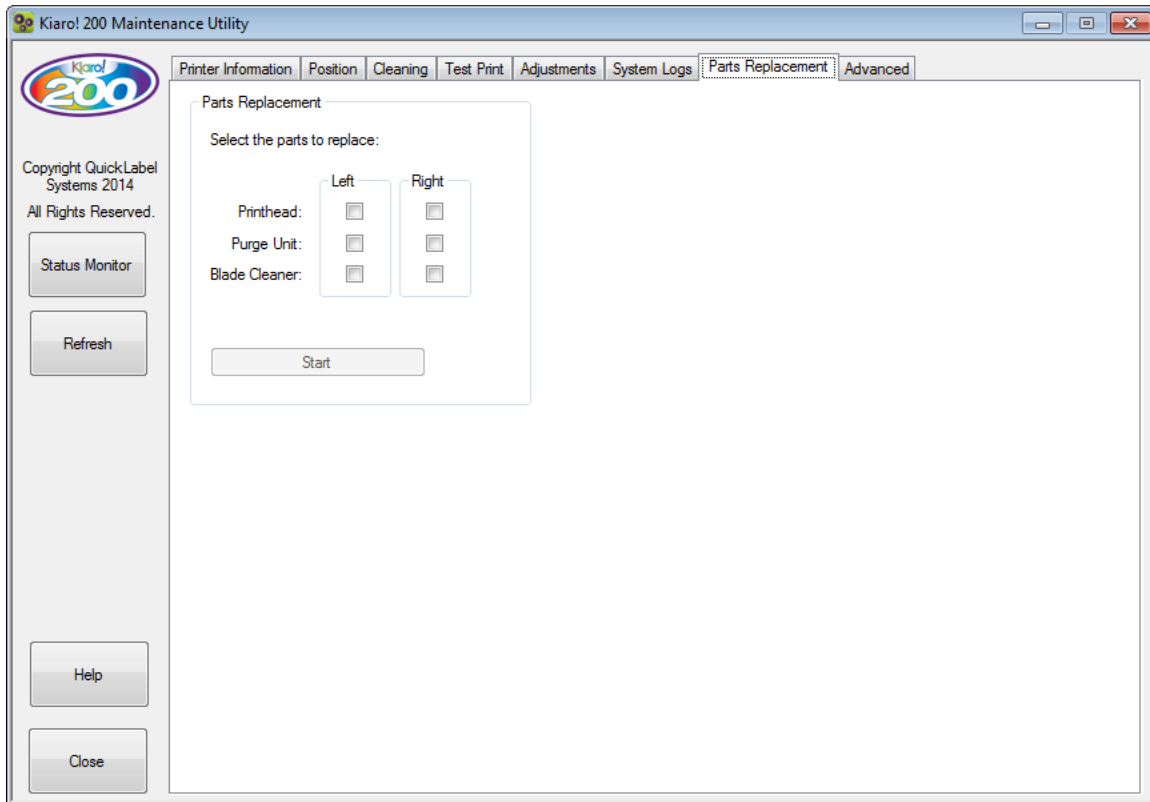 Kiaro! 200 Maintenance Utility
Kiaro!
200
Copyright QuickLabel
Systems 2014
All Rights Reserved.
Status Monitor
Refresh
Help
Close
Printer Information Position Cleaning Test Print Adjustments System Logs Parts Replacement Advanced
Parts Replacement
Select the parts to replace:
Left Right
Printhead:
Purge Unit:
Blade Cleaner:
Start